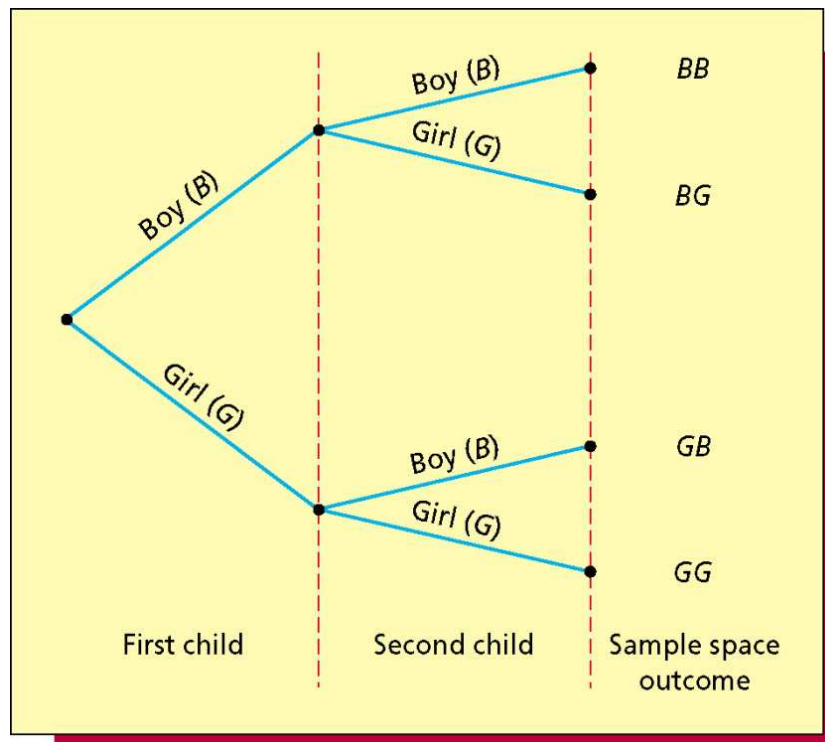 Boy (B)
BB
Girl (G)
Boy (B)
BG
Girl (G)
Boy (B)
GB
Girl (G)
GG
First child
Second child
Sample space
outcome